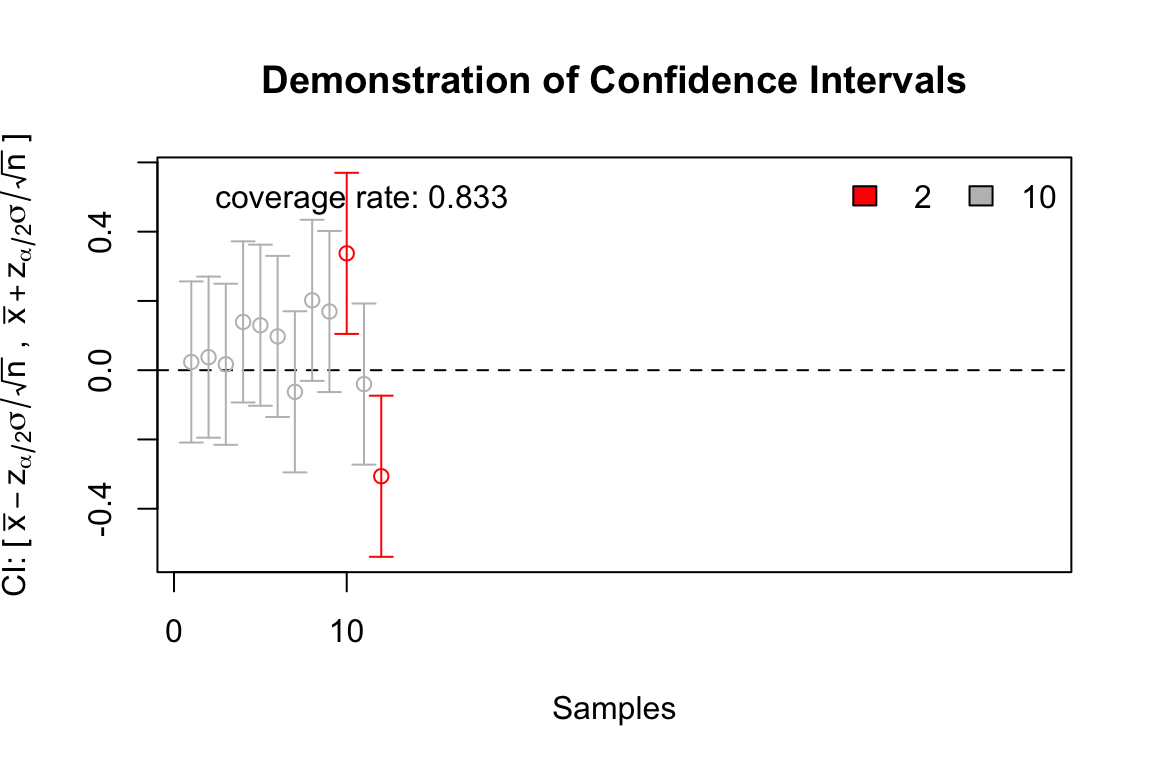 Demonstration of Confidence Intervals
CI: [ x̅ − zα/2σ/√n , x̅ + zα/2σ/√n ]
coverage rate: 0.833
2
10
0.4
0.0
-0.4
0
10
Samples